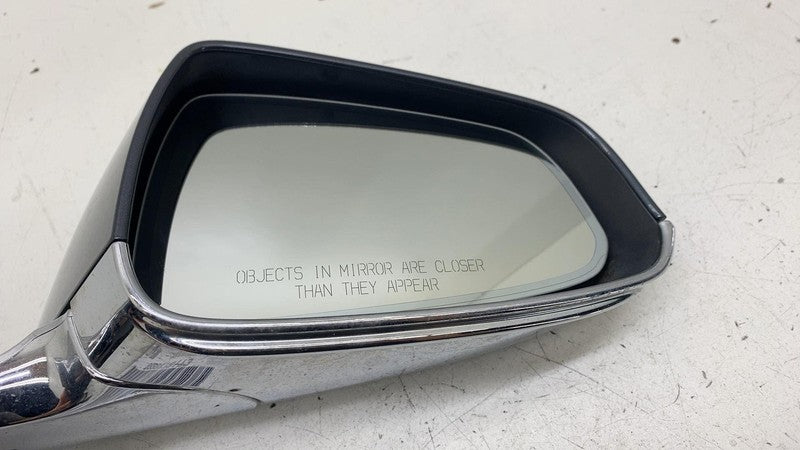 OBJECTS IN MIRROR ARE CLOSER
THAN THEY APPEAR